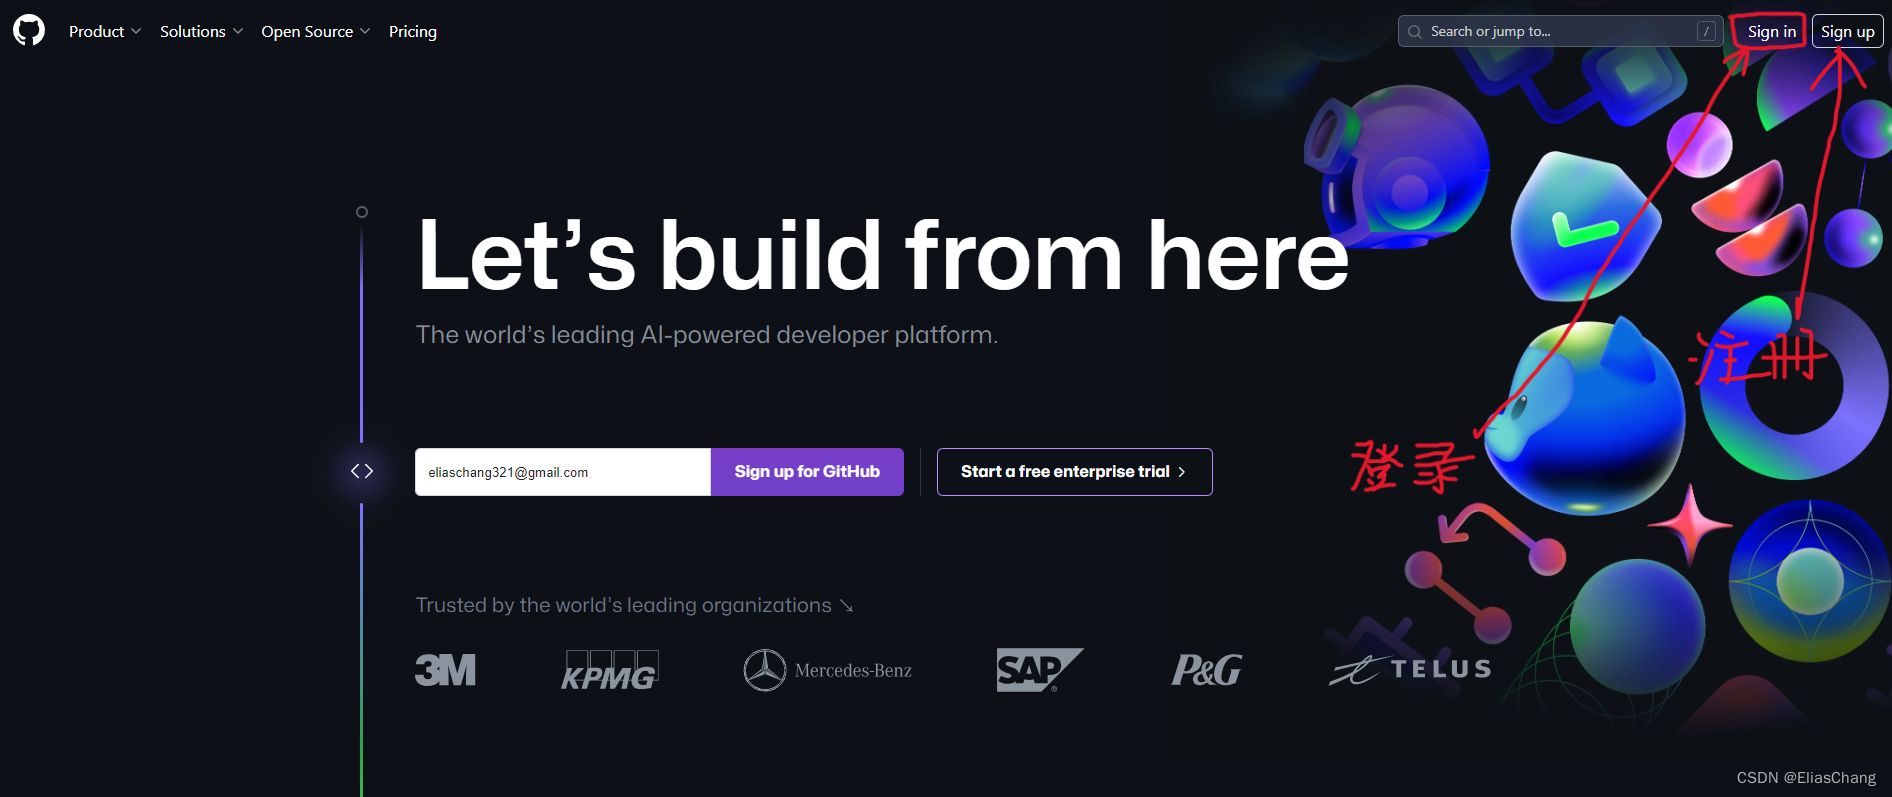 Product Solutions Open Source Pricing Search or jump to... / Sign in Sign up
Let’s build from here
The world’s leading AI-powered developer platform.
注册
登录
eliaschang321@gmail.com Sign up for GitHub Start a free enterprise trial
Trusted by the world’s leading organizations ↘
3M KPMG Mercedes-Benz SAP® P&G TELUS
CSDN @EliasChang